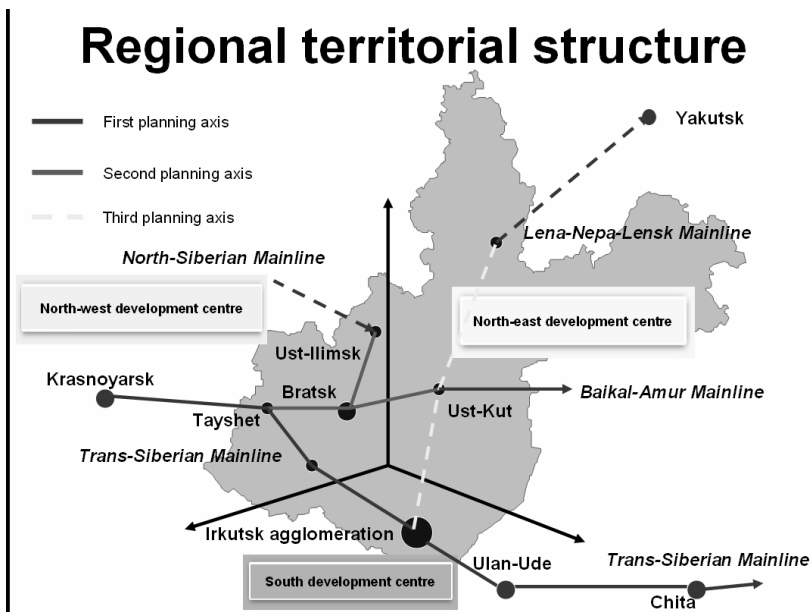 Regional territorial structure
First planning axis
Second planning axis
Third planning axis
Yakutsk
Lena-Nepa-Lensk Mainline
North-Siberian Mainline
North-west development centre
North-east development centre
Ust-Ilimsk
Krasnoyarsk
Bratsk
Baikal-Amur Mainline
Tayshet
Ust-Kut
Trans-Siberian Mainline
Irkutsk agglomeration
Ulan-Ude
Trans-Siberian Mainline
South development centre
Chita